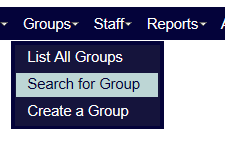 Groups Staff Reports
List All Groups
Search for Group
Create a Group